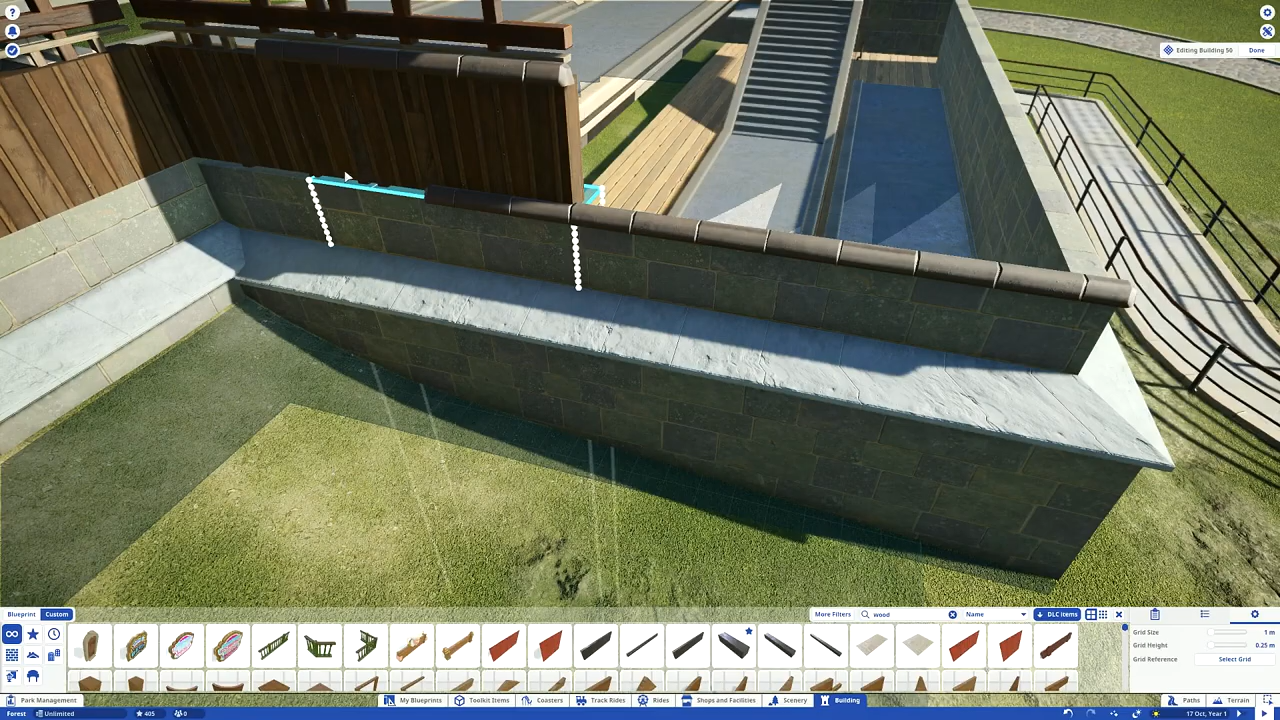 ?
Editing Building 50 Done
Blueprint Custom
More Filters wood Name DLC Items
Grid Size 1 m
Grid Height 0.25 m
Grid Reference Select Grid
Park Management My Blueprints Toolkit Items Coasters Track Rides Rides Shops and Facilities Scenery Building Paths Terrain
Forest Unlimited 405 0 17 Oct, Year 1